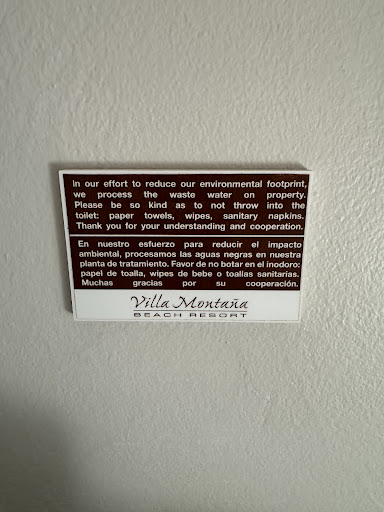 In our effort to reduce our environmental footprint,
we process the waste water on property.
Please be so kind as to not throw into the
toilet: paper towels, wipes, sanitary napkins.
Thank you for your understanding and cooperation.
En nuestro esfuerzo para reducir el impacto
ambiental, procesamos las aguas negras en nuestra
planta de tratamiento. Favor de no botar en el inodoro:
papel de toalla, wipes de bebe o toallas sanitarias.
Muchas gracias por su cooperación.
Villa Montaña
BEACH RESORT